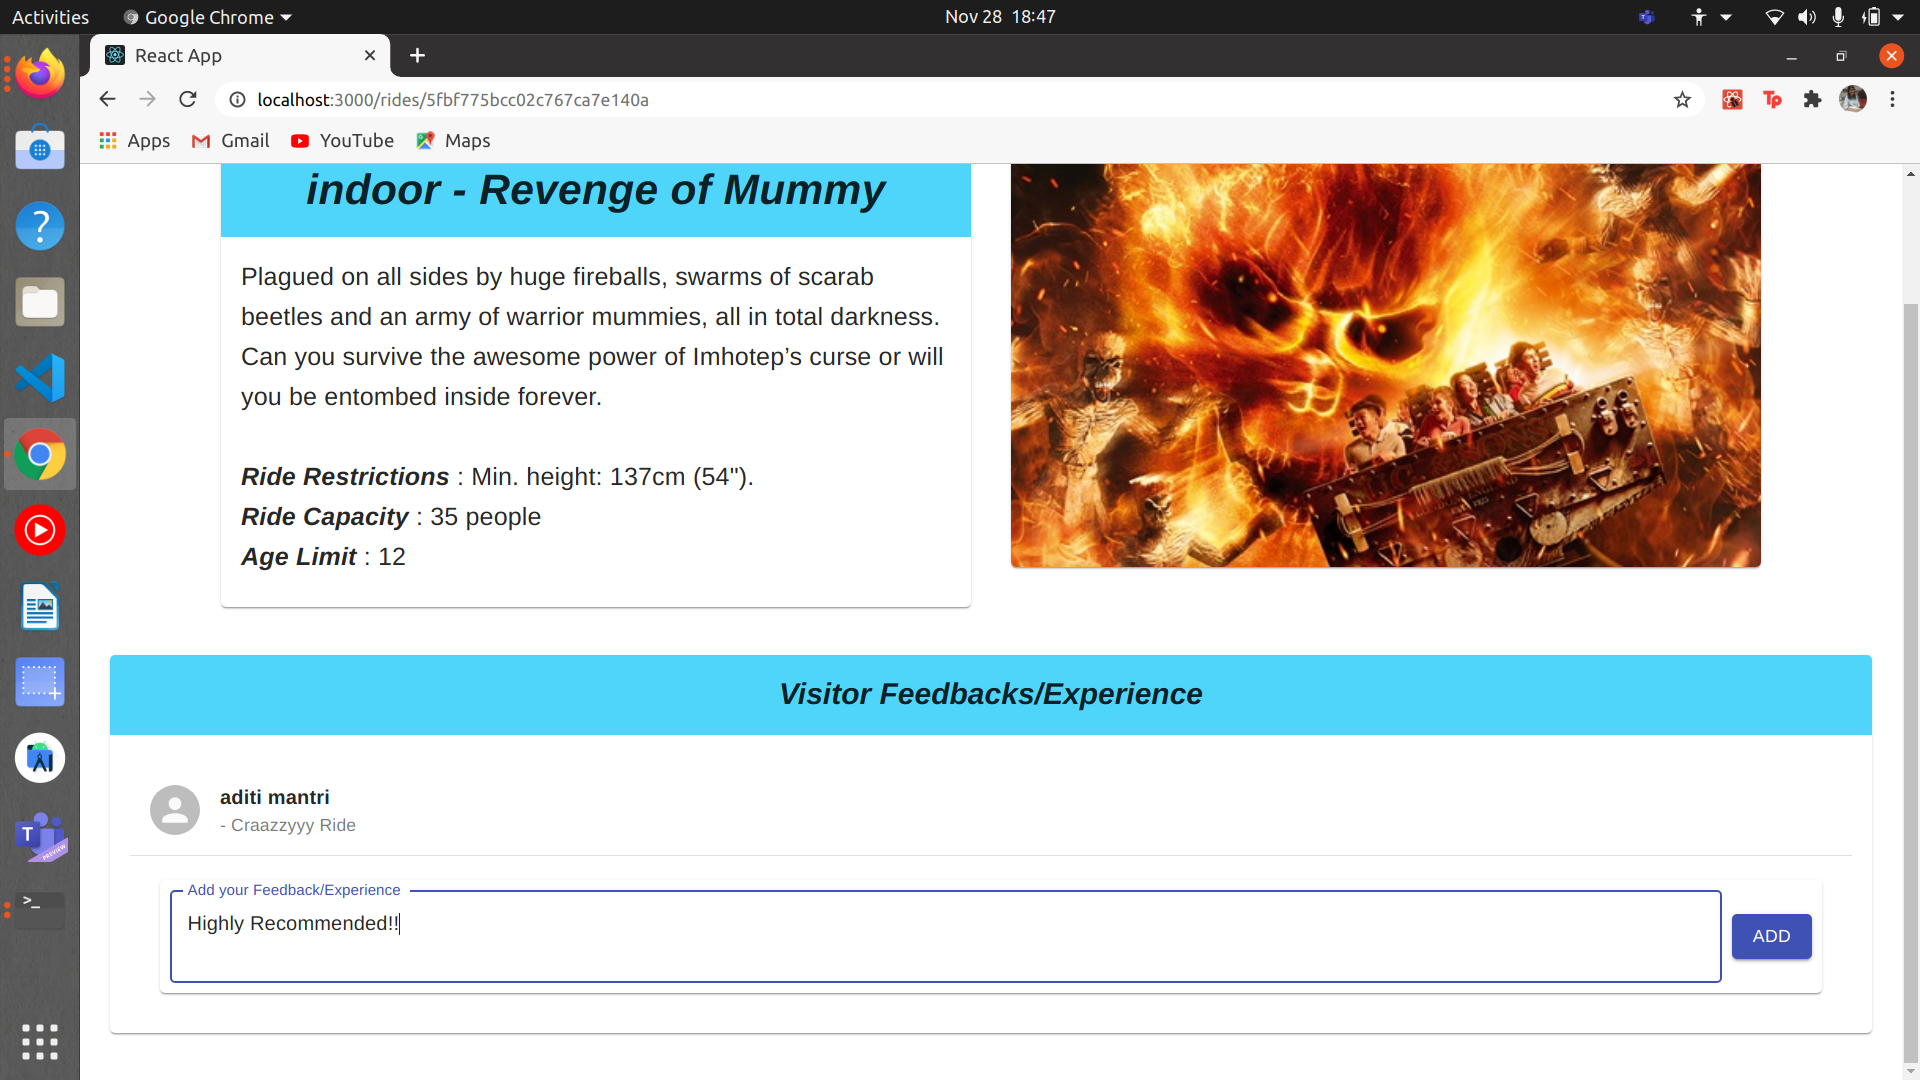 Activities Google Chrome Nov 28 18:47
React App
localhost:3000/rides/5fbf775bcc02c767ca7e140a
Apps Gmail YouTube Maps
indoor - Revenge of Mummy
Plagued on all sides by huge fireballs, swarms of scarab
beetles and an army of warrior mummies, all in total darkness.
Can you survive the awesome power of Imhotep’s curse or will
you be entombed inside forever.
Ride Restrictions : Min. height: 137cm (54").
Ride Capacity : 35 people
Age Limit : 12
Visitor Feedbacks/Experience
aditi mantri
- Craazzyyy Ride
Add your Feedback/Experience
Highly Recommended!!
ADD